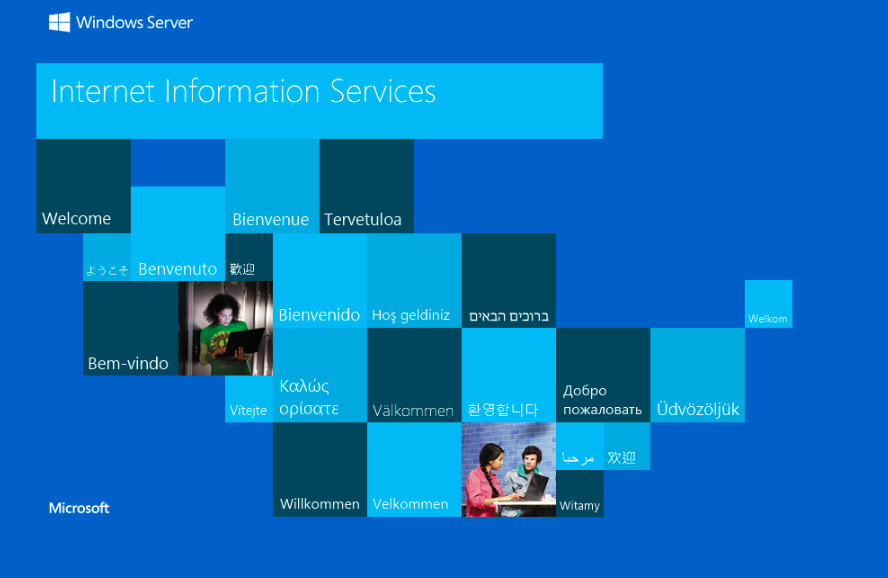 Windows Server
Internet Information Services
Welcome
Bienvenue
Tervetuloa
ようこそ
Benvenuto
歡迎
Bienvenido
Hoş geldiniz
ברוכים הבאים
Welkom
Bem-vindo
Vítejte
Καλώς
ορίσατε
Välkommen
환영합니다
Добро
пожаловать
Üdvözöljük
Willkommen
Velkommen
مرحبا
欢迎
Witamy
Microsoft